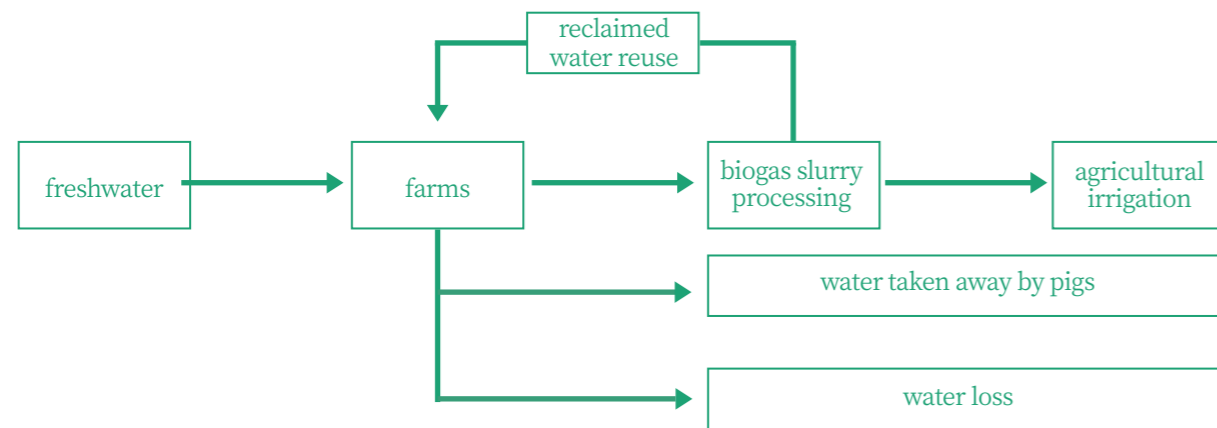 reclaimed
water reuse
freshwater
farms
biogas slurry
processing
agricultural
irrigation
water taken away by pigs
water loss